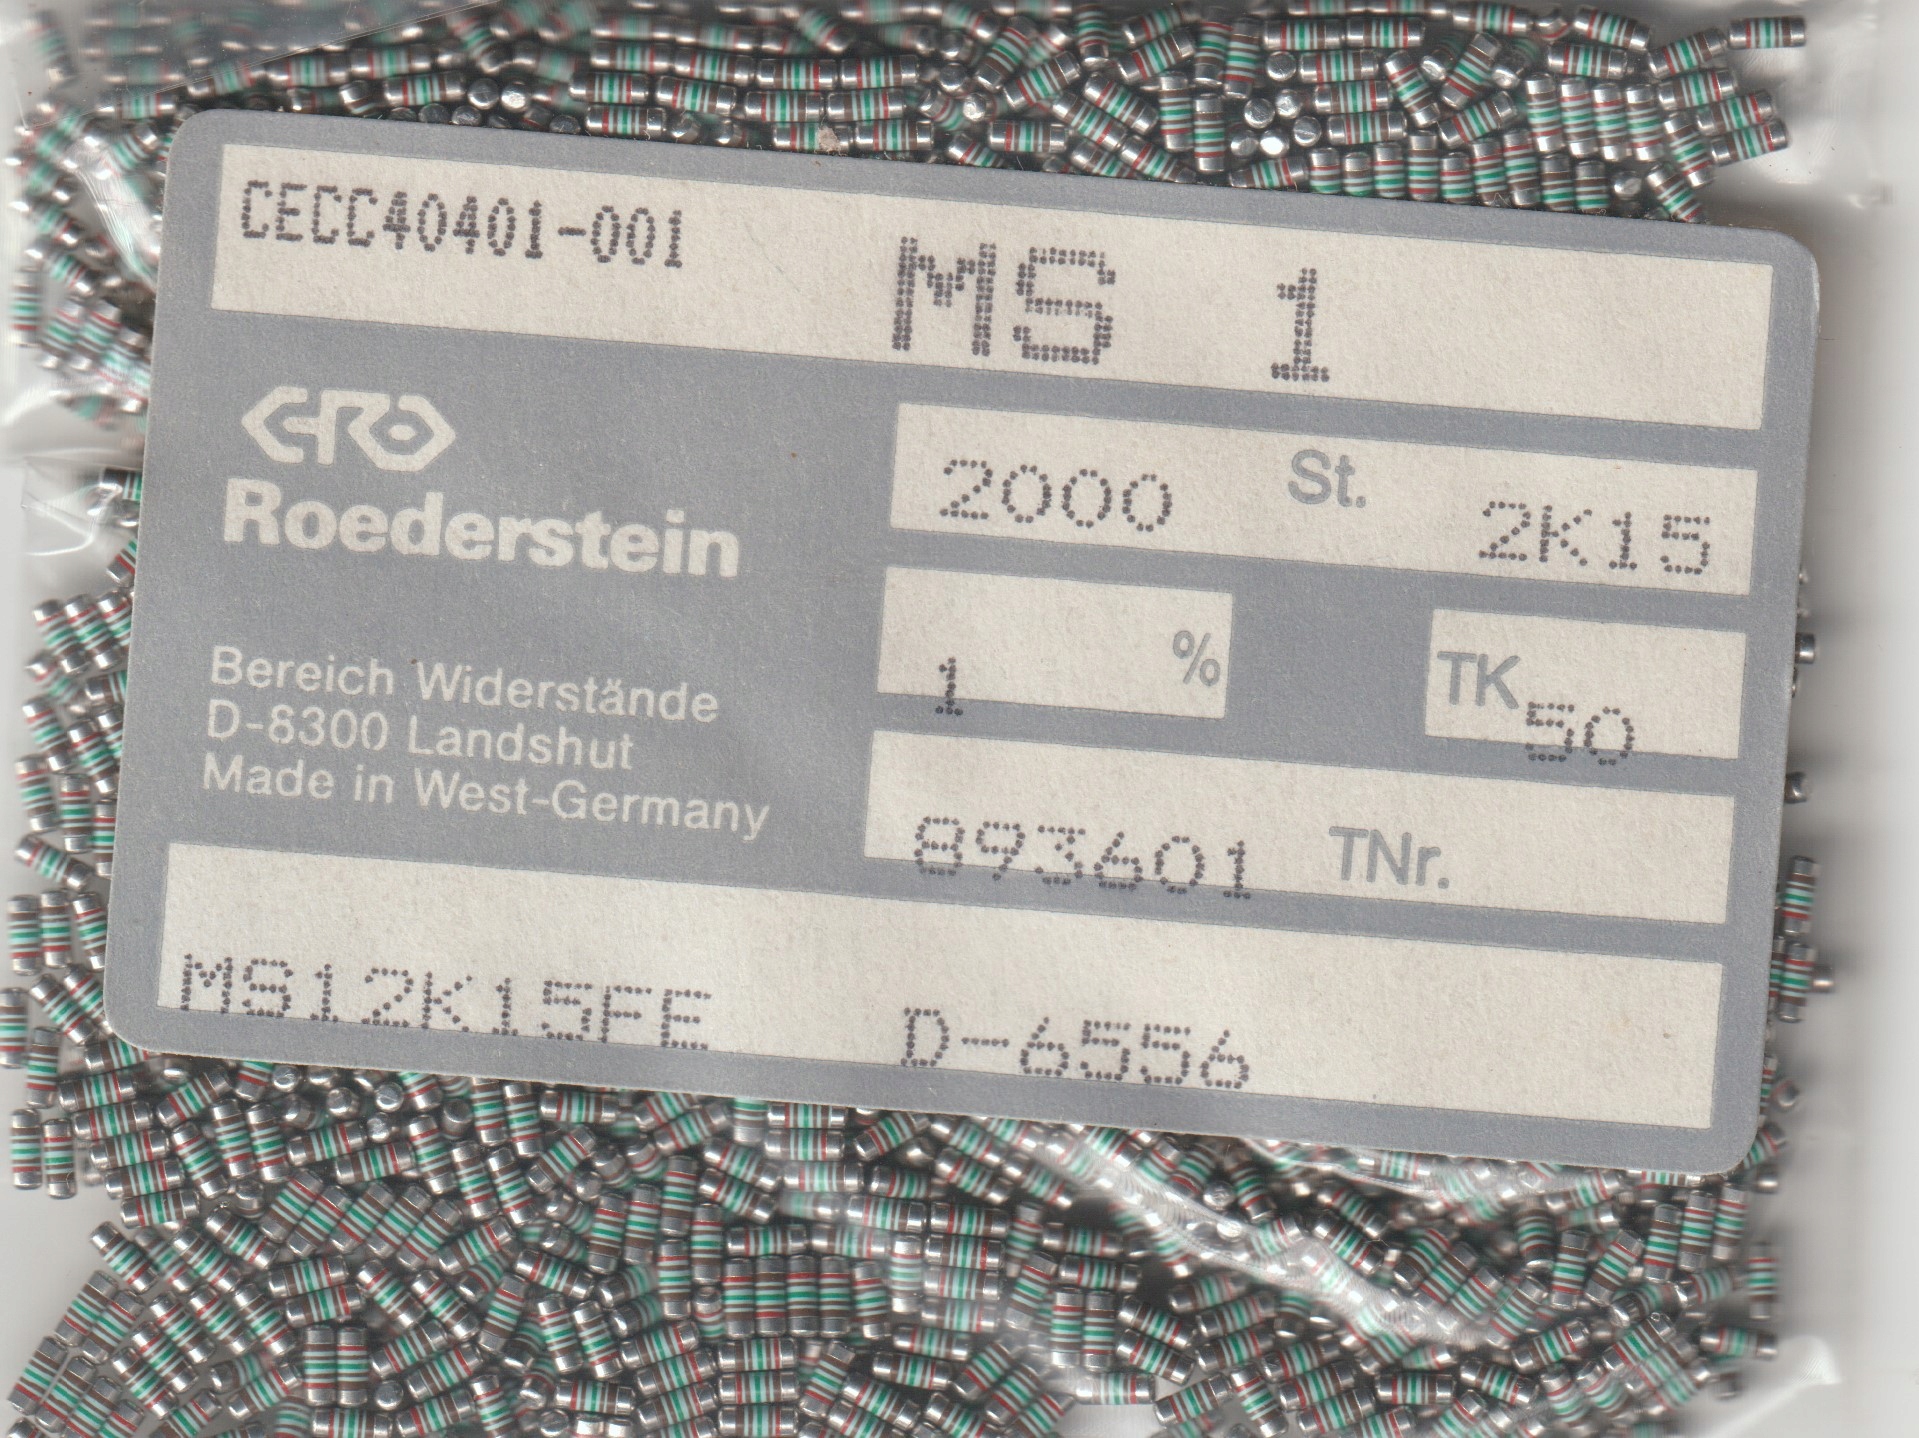 CECC40401-001
MS 1
ERO
Roederstein
2000 St. 2K15
1 %
TK 50
Bereich Widerstände
D-8300 Landshut
Made in West-Germany
893601 TNr.
MS12K15FE D-6556